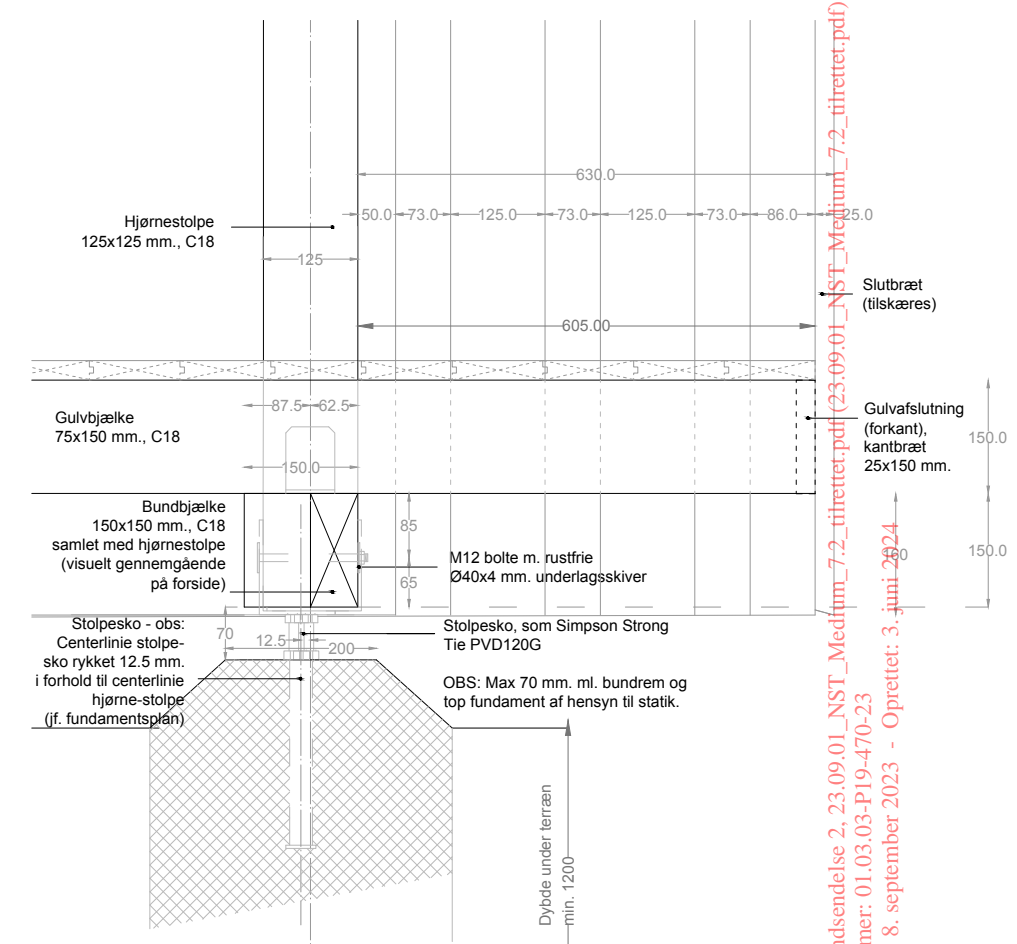 630.0
50.0
73.0
125.0
73.0
125.0
73.0
86.0
25.0
Hjørnestolpe
125x125 mm., C18
125
Slutbræt
(tilskæres)
605.00
87.5
62.5
Gulvbjælke
75x150 mm., C18
150.0
Gulvafslutning
(forkant),
kantbræt
25x150 mm.
150.0
Bundbjælke
150x150 mm., C18
samlet med hjørnestolpe
(visuelt gennemgående
på forside)
85
65
M12 bolte m. rustfrie
Ø40x4 mm. underlagsskiver
160
150.0
Stolpesko - obs:
Centerlinie stolpe-
sko rykket 12.5 mm.
i forhold til centerlinie
hjørne-stolpe
(jf. fundamentsplan)
70
12.5
200
Stolpesko, som Simpson Strong
Tie PVD120G
OBS: Max 70 mm. ml. bundrem og
top fundament af hensyn til statik.
Dybde under terræn
min. 1200
ndsendelse 2, 23.09.01_NST_Medium_7.2_tilrettet.pdf (23.09.01_NST_Medium_7.2_tilrettet.pdf)
mer: 01.03.03-P19-470-23
8. september 2023 - Oprettet: 3. juni 2024